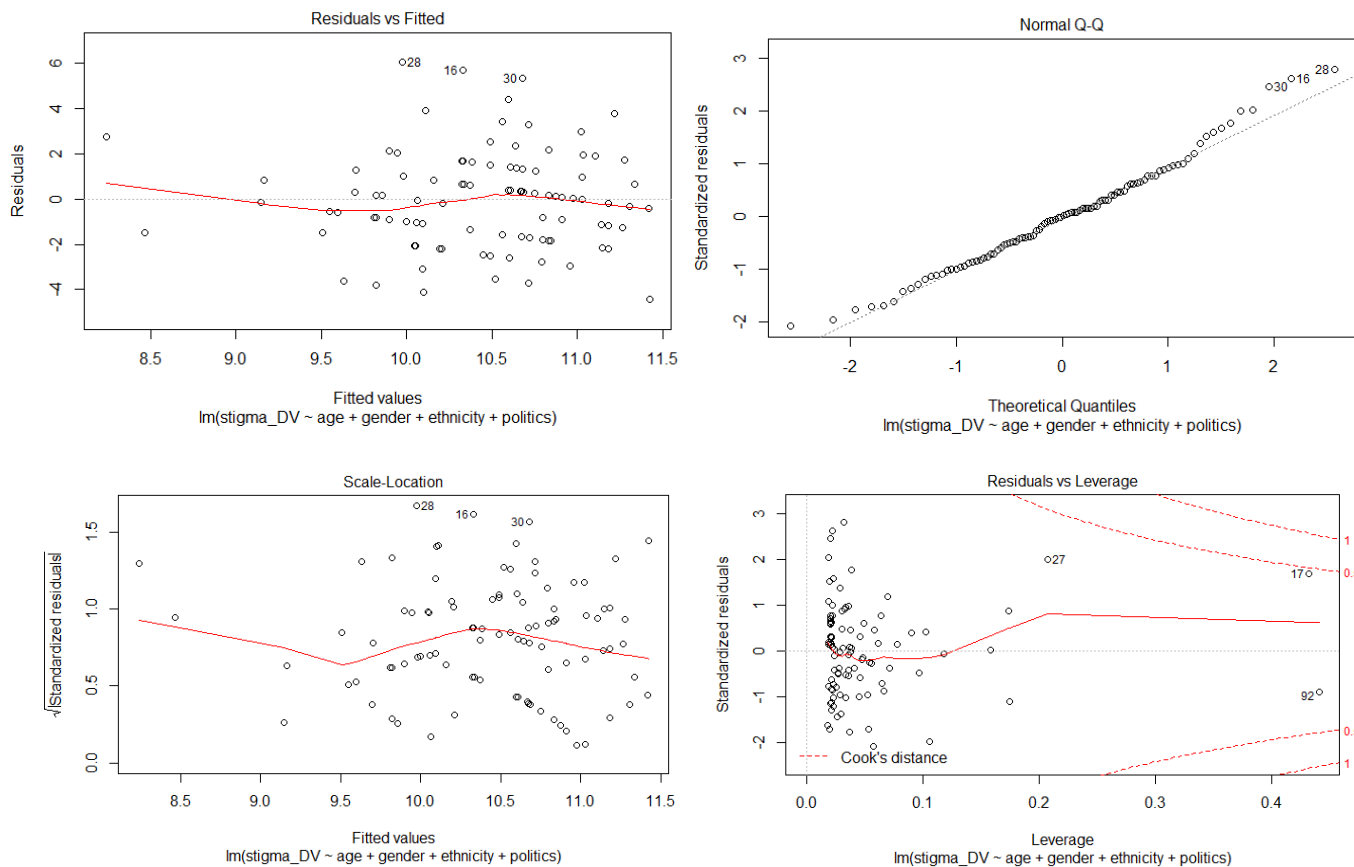 Residuals vs Fitted
Residuals
6
4
2
0
-2
-4
28
16
30
8.5 9.0 9.5 10.0 10.5 11.0 11.5
Fitted values
lm(stigma_DV ~ age + gender + ethnicity + politics)
Normal Q-Q
Standardized residuals
3
2
1
0
-1
-2
28
30 16
-2 -1 0 1 2
Theoretical Quantiles
lm(stigma_DV ~ age + gender + ethnicity + politics)
Scale-Location
√|Standardized residuals|
1.5
1.0
0.5
0.0
28
16
30
8.5 9.0 9.5 10.0 10.5 11.0 11.5
Fitted values
lm(stigma_DV ~ age + gender + ethnicity + politics)
Residuals vs Leverage
Standardized residuals
3
2
1
0
-1
-2
27
17
92
1
0.
0.
1
Cook's distance
0.0 0.1 0.2 0.3 0.4
Leverage
lm(stigma_DV ~ age + gender + ethnicity + politics)